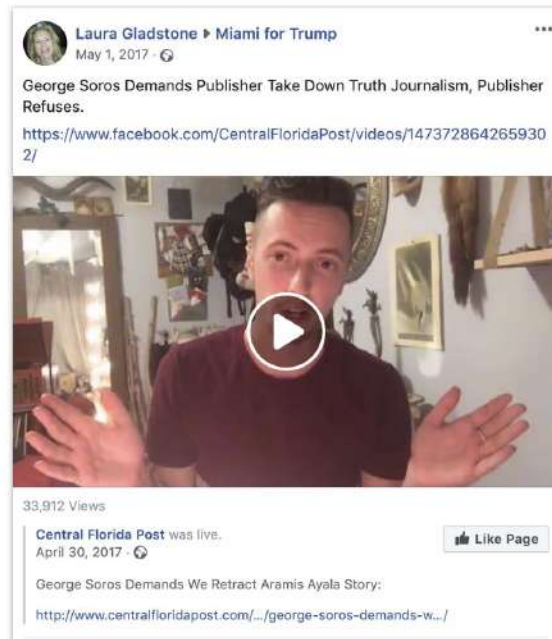 Laura Gladstone ▸ Miami for Trump
May 1, 2017 ·
George Soros Demands Publisher Take Down Truth Journalism, Publisher
Refuses.
https://www.facebook.com/CentralFloridaPost/videos/147372864265930
2/
33,912 Views
Central Florida Post was live.
April 30, 2017 ·
Like Page
George Soros Demands We Retract Aramis Ayala Story:
http://www.centralfloridapost.com/.../george-soros-demands-w.../